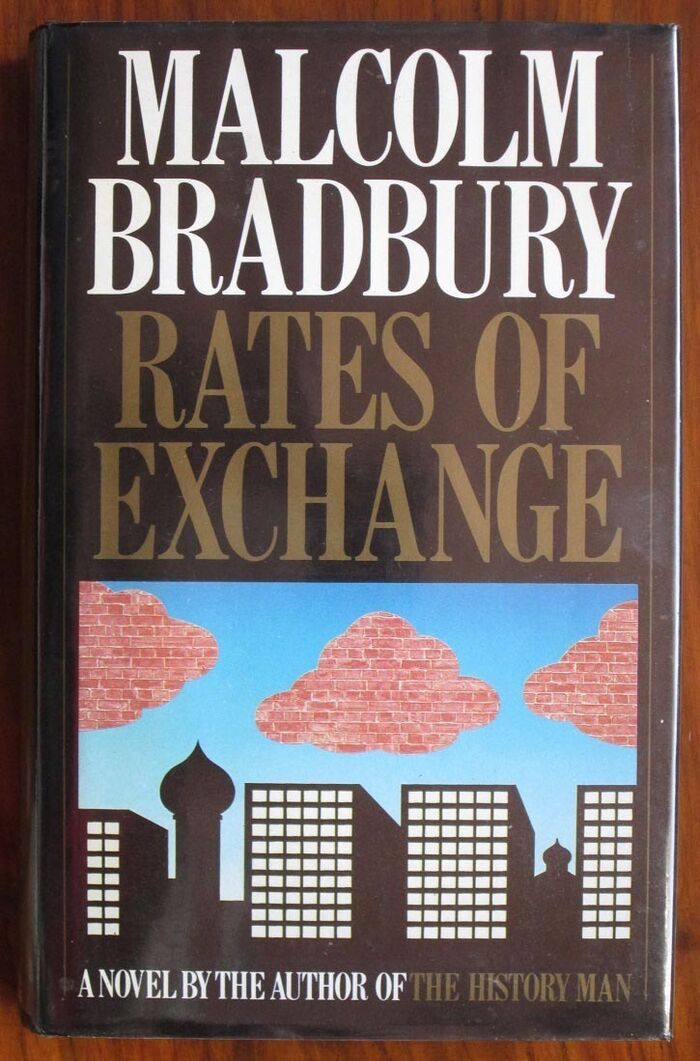 MALCOLM
BRADBURY
RATES OF
EXCHANGE
A NOVEL BY THE AUTHOR OF THE HISTORY MAN